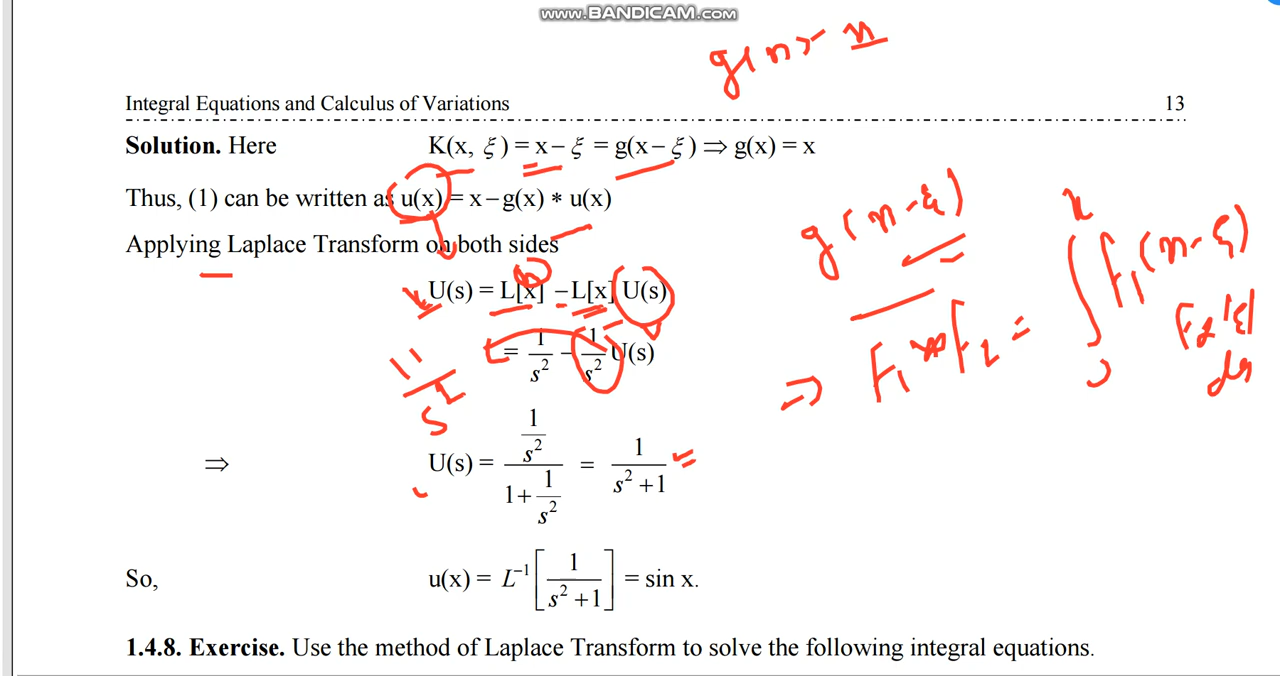 www.BANDICAM.com
g(n) = n
Integral Equations and Calculus of Variations 13
Solution. Here K(x, ξ) = x − ξ = g(x − ξ) ⇒ g(x) = x
Thus, (1) can be written as u(x) = x − g(x) * u(x)
g(n-ξ)
Applying Laplace Transform on both sides
U(s) = L[x] − L[x] U(s)
= 1/s² − 1/s² U(s)
⇒ F₁ * F₂ =
x
∫ F₁(n-ξ)
F₂(ξ)
⇒ U(s) = (1/s²)/(1 + 1/s²) = 1/(s² + 1)
So, u(x) = L⁻¹[1/(s² + 1)] = sin x.
1.4.8. Exercise. Use the method of Laplace Transform to solve the following integral equations.